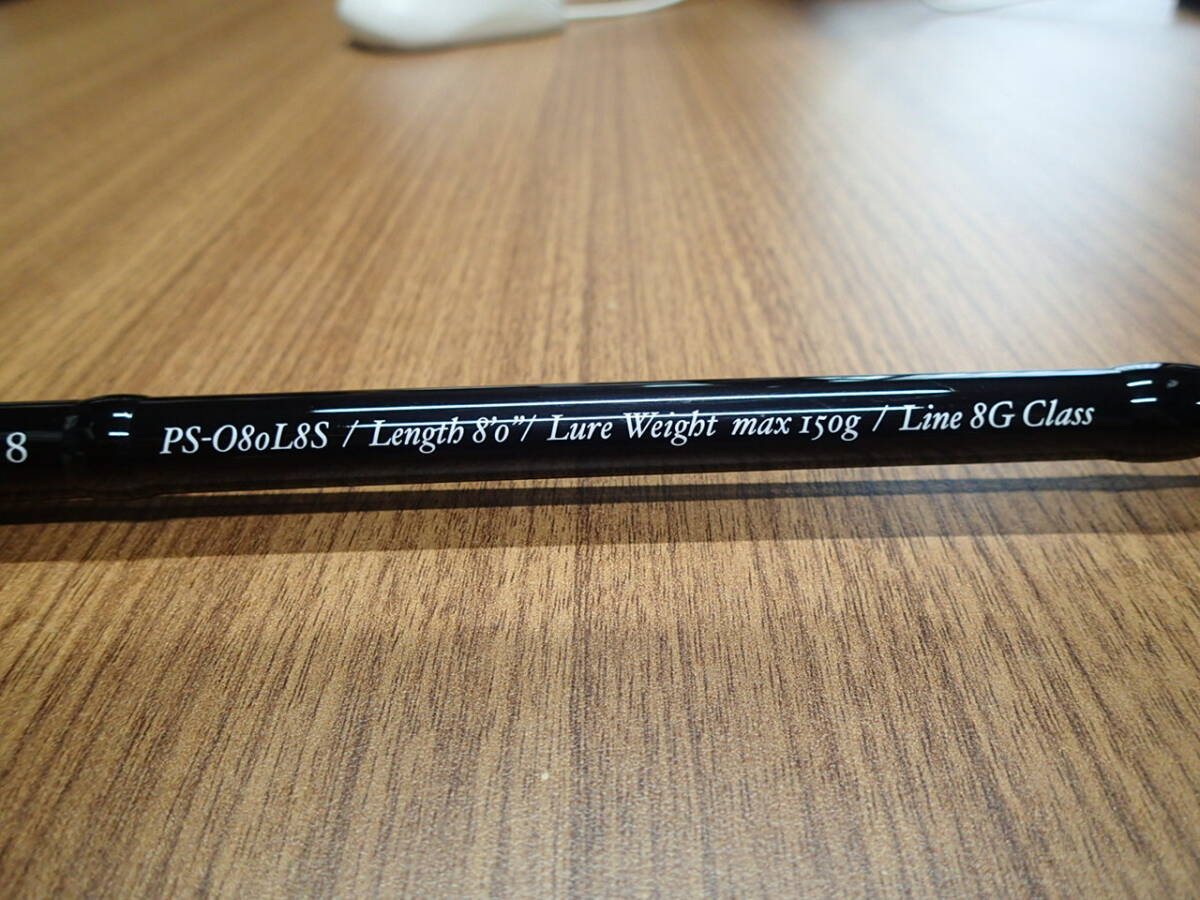 8 PS-O80L8S / Length 8'0"/ Lure Weight max 150g / Line 8G Class